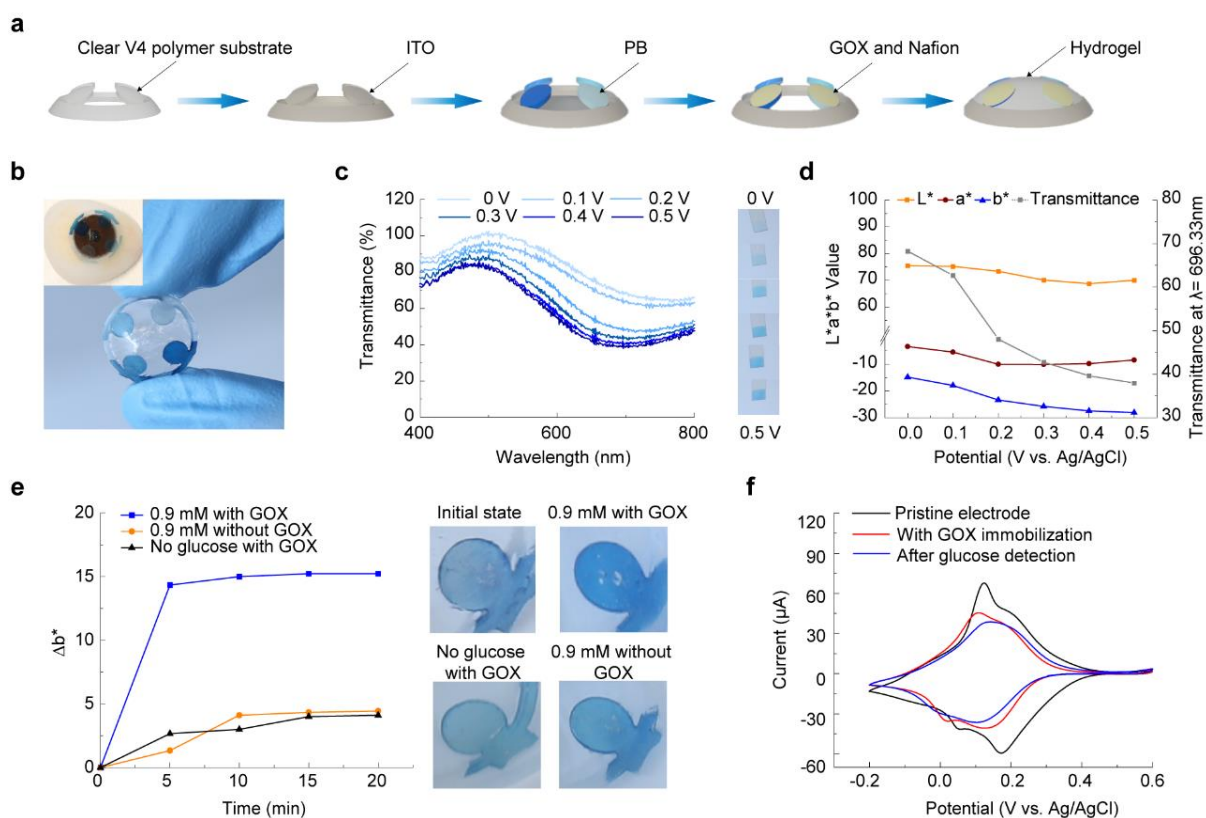 a
Clear V4 polymer substrate
ITO
PB
GOX and Nafion
Hydrogel
b
c
0 V
0.1 V
0.2 V
0.3 V
0.4 V
0.5 V
Transmittance (%)
120
100
80
60
40
20
0
400
500
600
700
800
Wavelength (nm)
0 V
0.5 V
d
L*
a*
b*
Transmittance
L*a*b* Value
100
90
80
70
60
-10
-20
-30
0.0
0.1
0.2
0.3
0.4
0.5
Potential (V vs. Ag/AgCl)
80
70
60
50
40
30
Transmittance at λ= 696.33nm
e
0.9 mM with GOX
0.9 mM without GOX
No glucose with GOX
Δb*
20
15
10
5
0
0
5
10
15
20
Time (min)
Initial state
0.9 mM with GOX
No glucose
with GOX
0.9 mM without
GOX
f
Pristine electrode
With GOX immobilization
After glucose detection
Current (µA)
120
90
60
30
0
-30
-60
-0.2
0.0
0.2
0.4
0.6
Potential (V vs. Ag/AgCl)